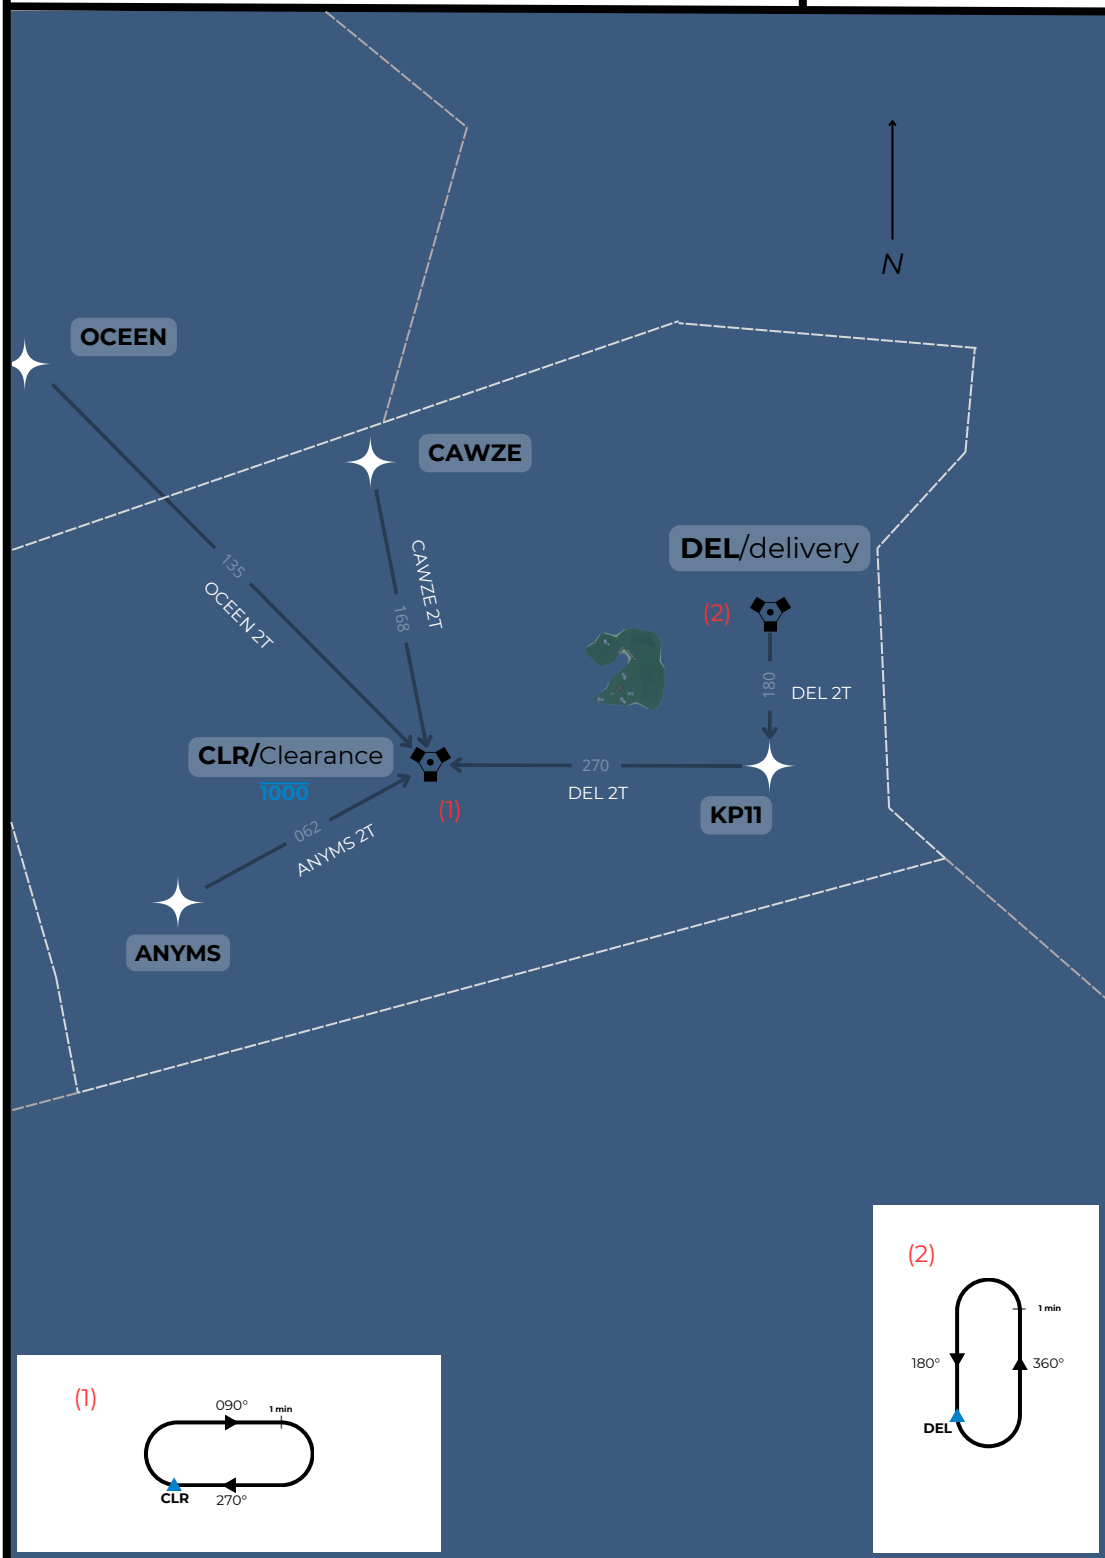 N
OCEEN
CAWZE
DEL/delivery
135
OCEEN 2T
CAWZE 2T
168
(2)
180
DEL 2T
CLR/Clearance
1000
270
DEL 2T
(1)
KP11
062
ANYMS 2T
ANYMS
(2)
1 min
180°
360°
DEL
(1)
090°
1 min
CLR
270°